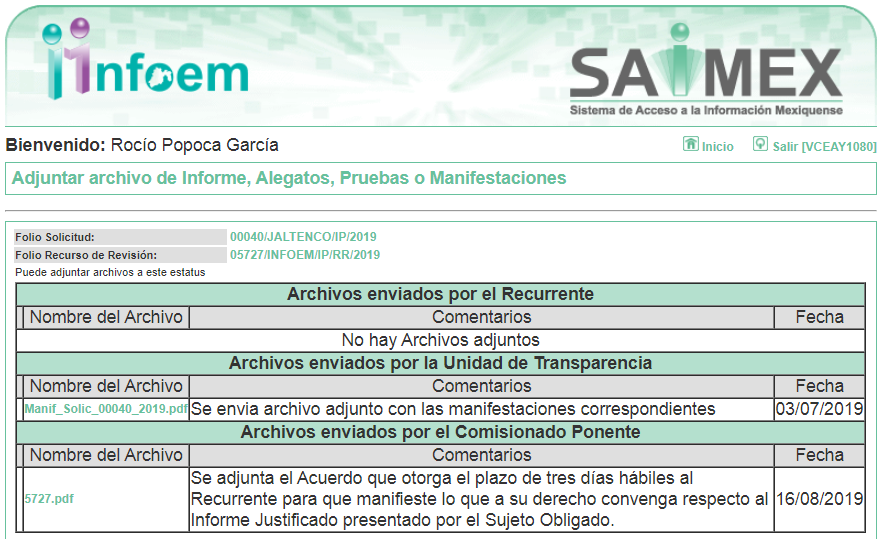 infoem
SAIMEX
Sistema de Acceso a la Información Mexiquense
Bienvenido: Rocío Popoca García
Inicio Salir [VCEAY1080]
Adjuntar archivo de Informe, Alegatos, Pruebas o Manifestaciones
Folio Solicitud: 00040/JALTENCO/IP/2019
Folio Recurso de Revisión: 05727/INFOEM/IP/RR/2019
Puede adjuntar archivos a este estatus
Archivos enviados por el Recurrente
Nombre del Archivo Comentarios Fecha
No hay Archivos adjuntos
Archivos enviados por la Unidad de Transparencia
Nombre del Archivo Comentarios Fecha
Manif_Solic_00040_2019.pdf Se envia archivo adjunto con las manifestaciones correspondientes 03/07/2019
Archivos enviados por el Comisionado Ponente
Nombre del Archivo Comentarios Fecha
Se adjunta el Acuerdo que otorga el plazo de tres días hábiles al
5727.pdf Recurrente para que manifieste lo que a su derecho convenga respecto al 16/08/2019
Informe Justificado presentado por el Sujeto Obligado.